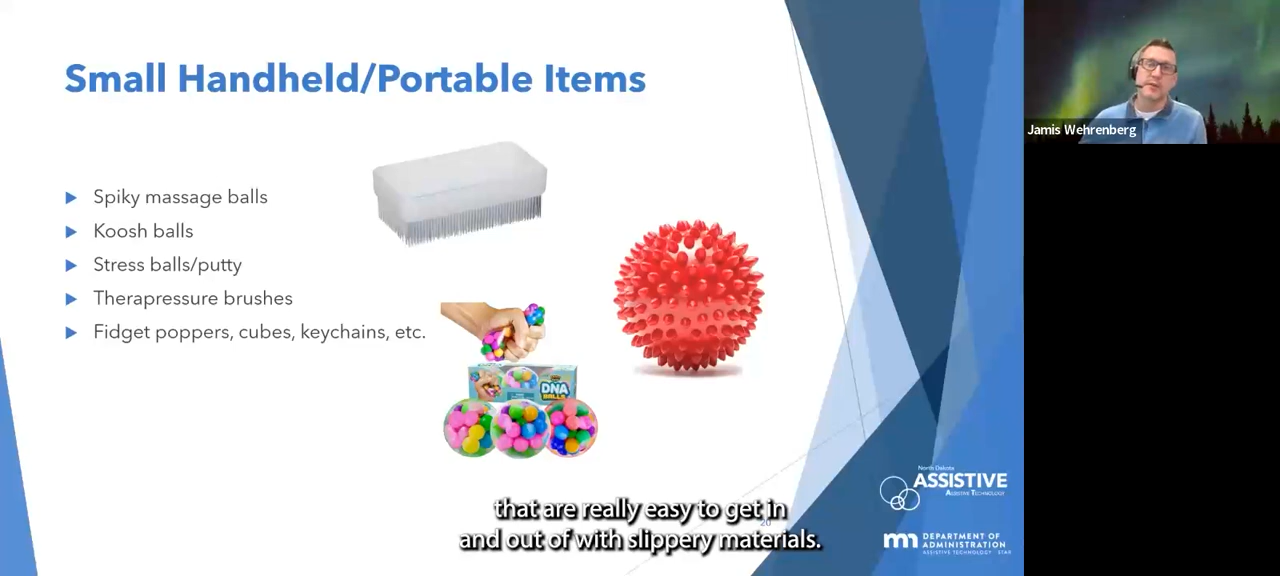 Small Handheld/Portable Items
Jamis Wehrenberg
Spiky massage balls
Koosh balls
Stress balls/putty
Therapressure brushes
Fidget poppers, cubes, keychains, etc.
DNA
BALLS
North Dakota
ASSISTIVE
ASSISTIVE TECHNOLOGY
20
that are really easy to get in
and out of with slippery materials.
DEPARTMENT OF
ADMINISTRATION
ASSISTIVE TECHNOLOGY STAR